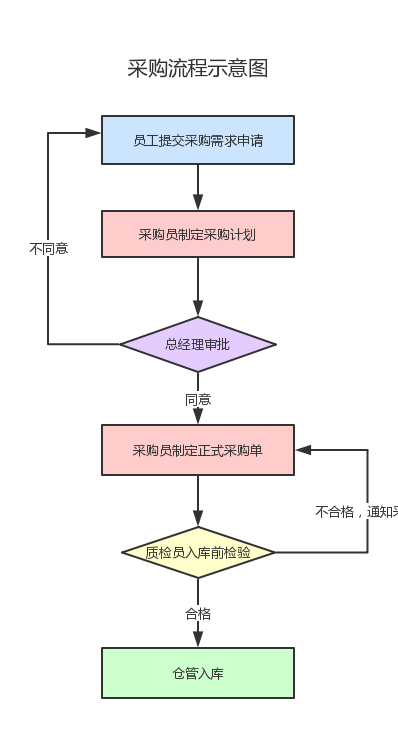 采购流程示意图
员工提交采购需求申请
采购员制定采购计划
不同意
总经理审批
同意
采购员制定正式采购单
不合格，通知
质检员入库前检验
合格
仓管入库